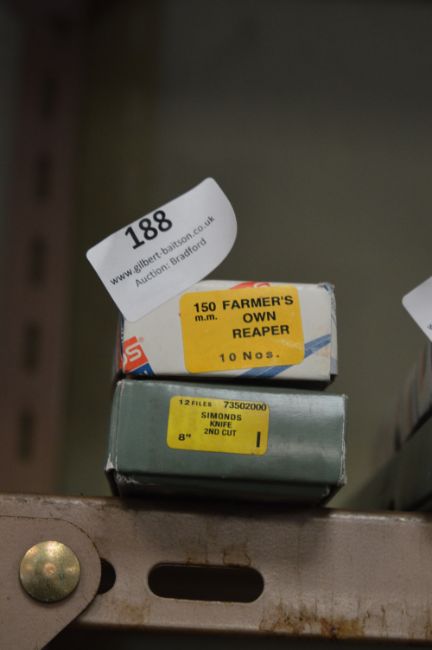 188
www.gilbert-baitson.co.uk
Auction: Bradford
150 FARMER'S
m.m. OWN
REAPER
10 Nos.
12 FILES 73502000
SIMONDS
KNIFE
2ND CUT
8" I